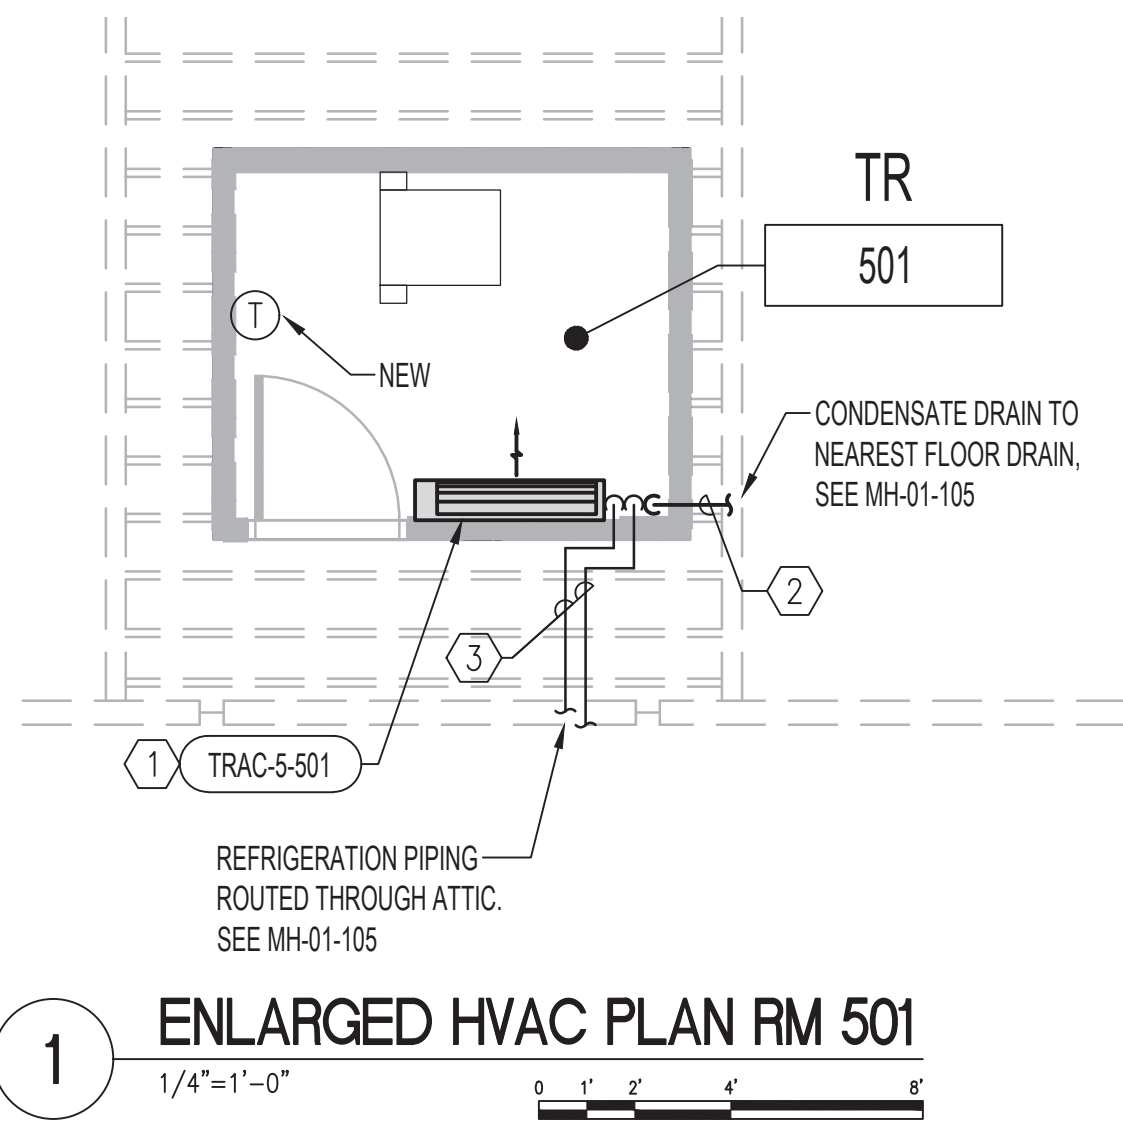 TR
501
T
NEW
CONDENSATE DRAIN TO
NEAREST FLOOR DRAIN,
SEE MH-01-105
2
3
1
TRAC-5-501
REFRIGERATION PIPING
ROUTED THROUGH ATTIC.
SEE MH-01-105
1
ENLARGED HVAC PLAN RM 501
1/4"=1'-0"
0 1' 2' 4' 8'